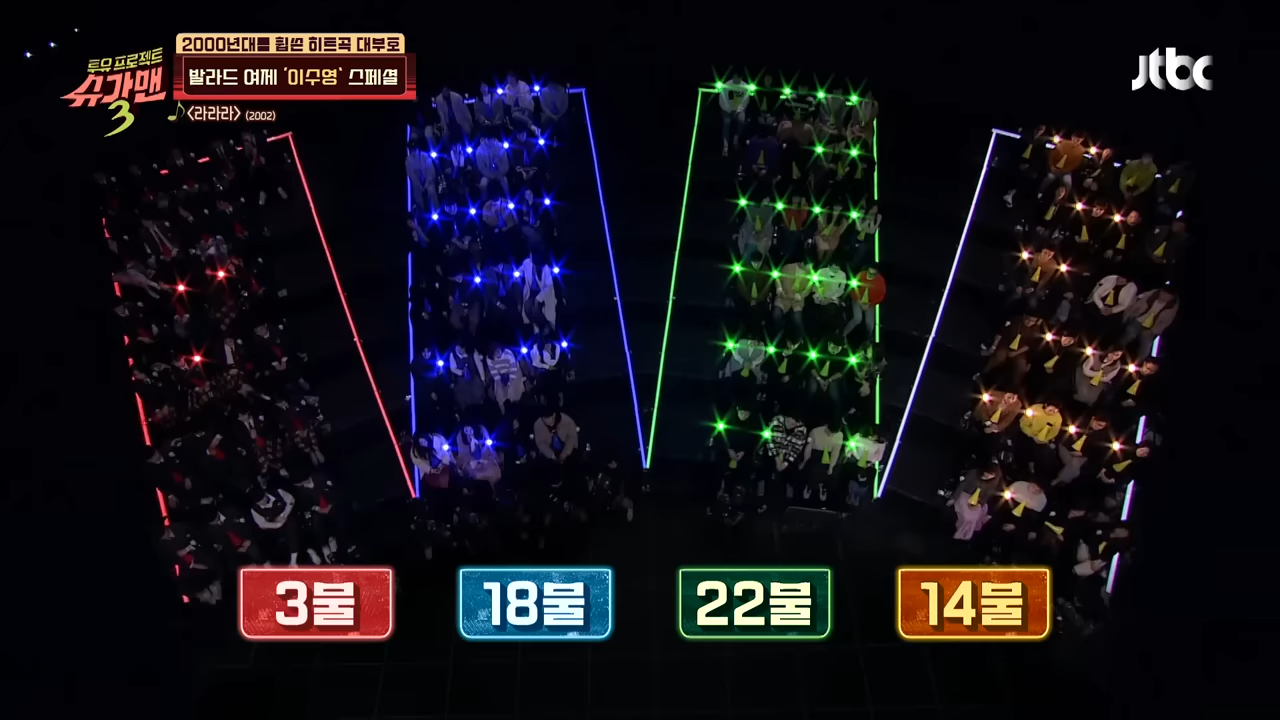 투유 프로젝트
슈가맨
3
2000년대를 휩쓴 히트곡 대부호
발라드 여제 '이수영' 스페셜
♪<라라라> (2002)
jtbc
3불
18불
22불
14불